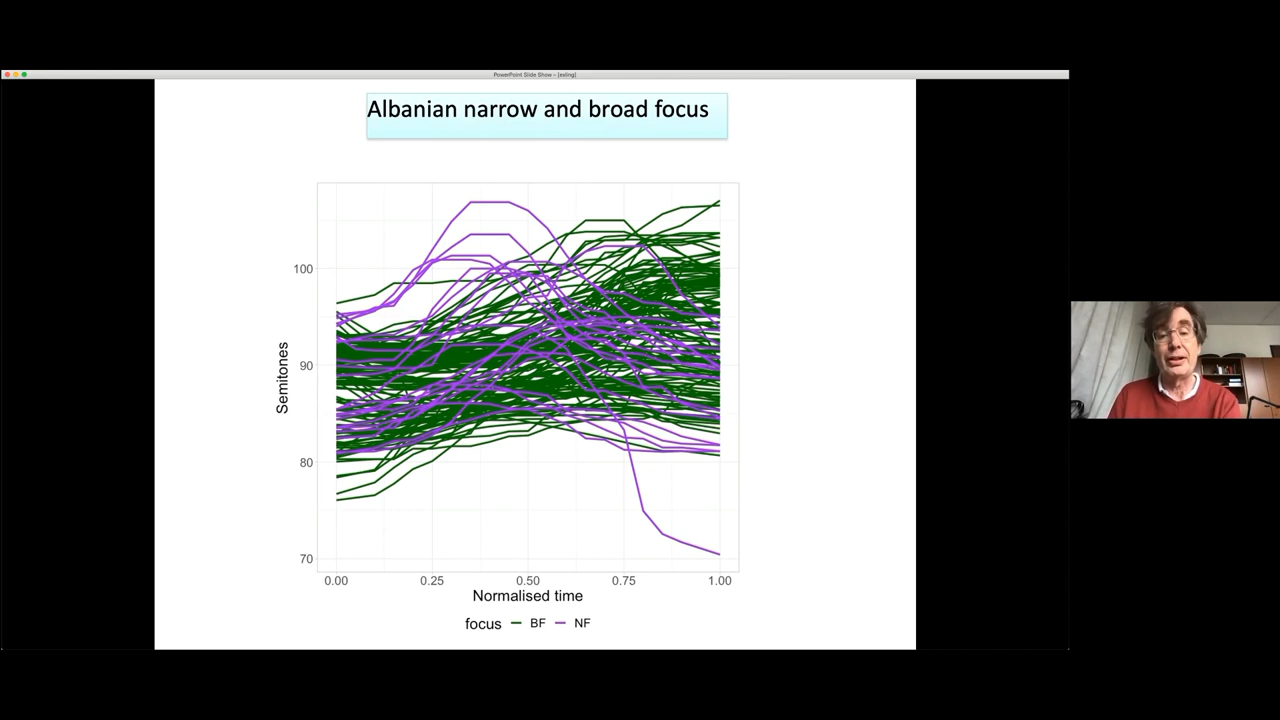 PowerPoint Slide Show - [exling]
Albanian narrow and broad focus
Semitones
100
90
80
70
0.00 0.25 0.50 0.75 1.00
Normalised time
focus BF NF